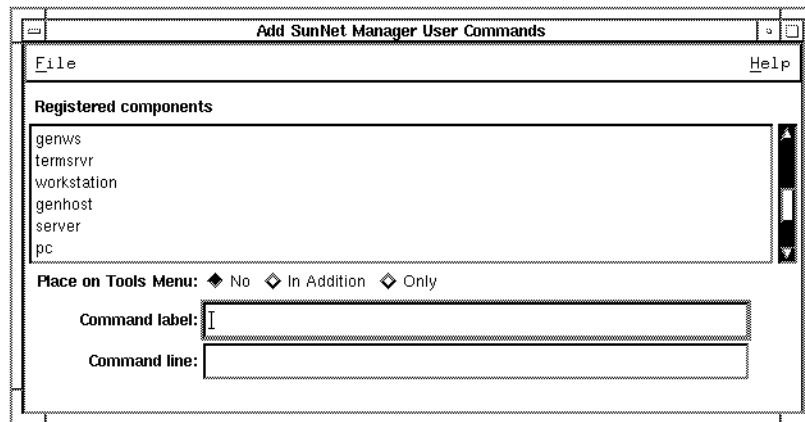 Add SunNet Manager User Commands
File Help
Registered components
genws
termsrvr
workstation
genhost
server
pc
Place on Tools Menu: No In Addition Only
Command label:
Command line: